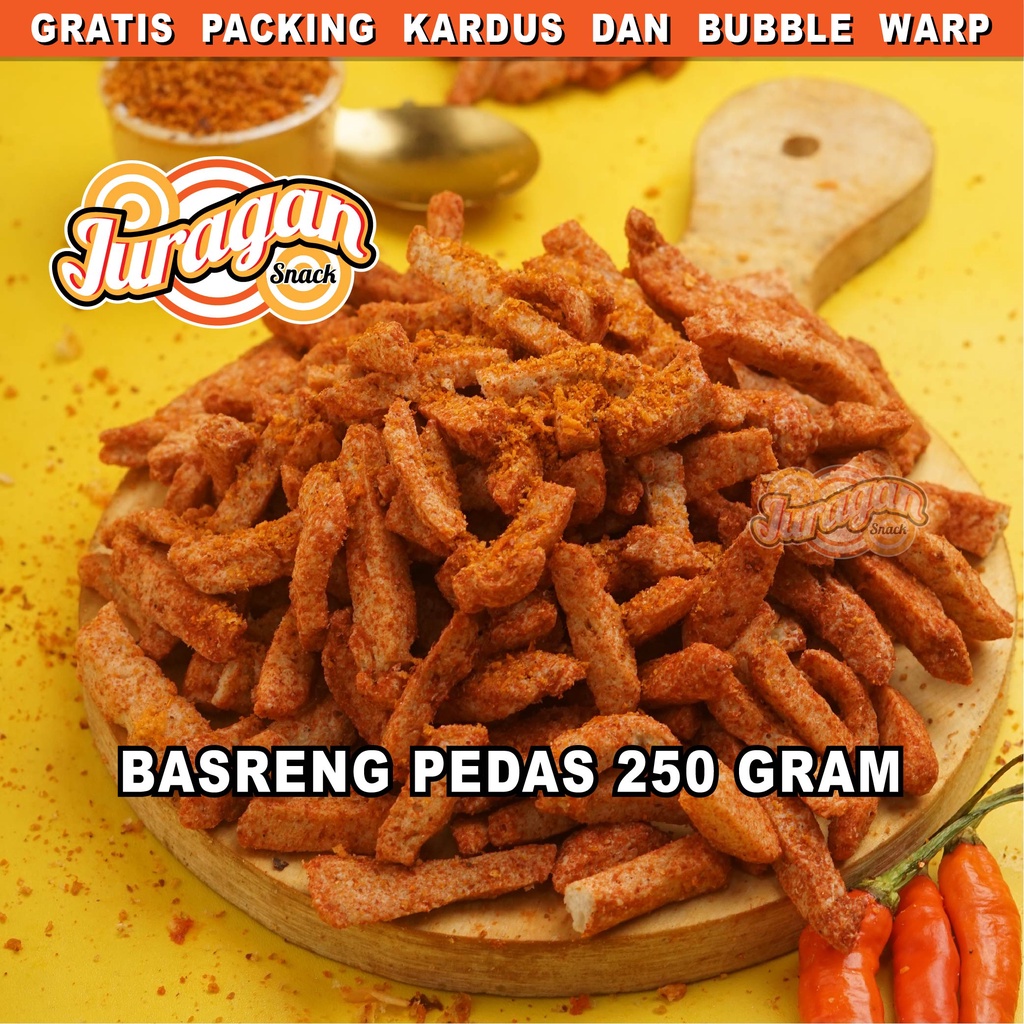 GRATIS PACKING KARDUS DAN BUBBLE WARP
Juragan
Snack
Juragan
Snack
BASRENG PEDAS 250 GRAM